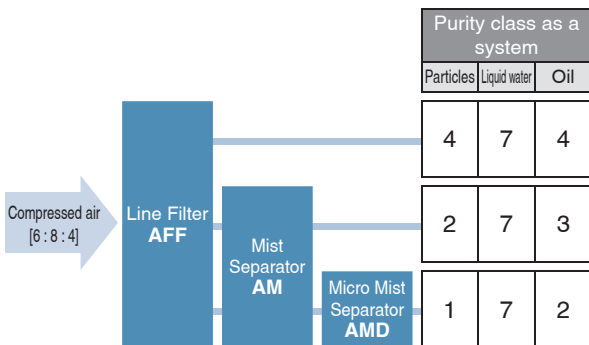 Purity class as a
system
Particles Liquid water Oil
4 7 4
Compressed air
[6 : 8 : 4]
Line Filter
AFF
2 7 3
Mist
Separator
AM
Micro Mist
Separator
AMD
1 7 2